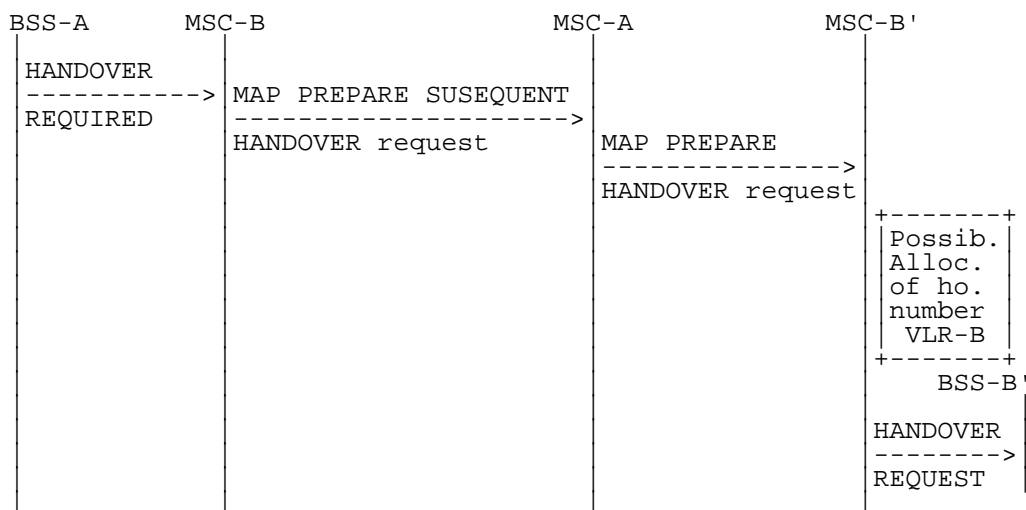 BSS-A MSC-B MSC-A MSC-B'
HANDOVER
REQUIRED
MAP PREPARE SUSEQUENT
HANDOVER request
MAP PREPARE
HANDOVER request
Possib.
Alloc.
of ho.
number
VLR-B
BSS-B'
HANDOVER
REQUEST